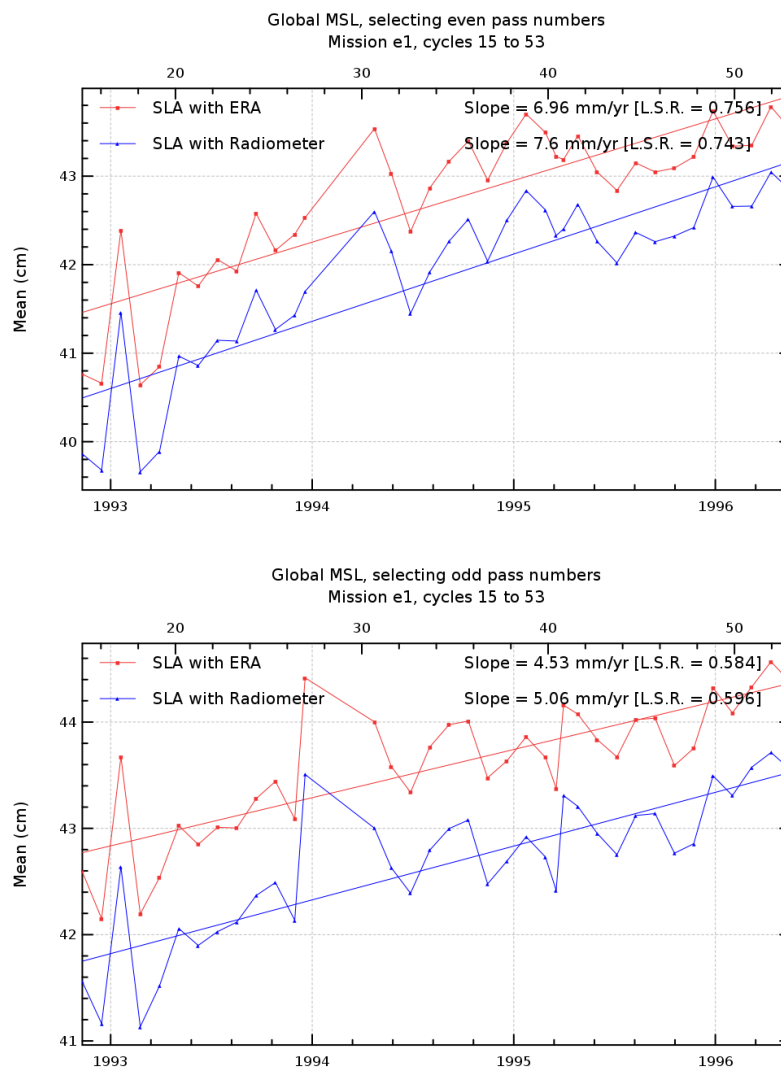 Global MSL, selecting even pass numbers
Mission e1, cycles 15 to 53
20 30 40 50
SLA with ERA Slope = 6.96 mm/yr [L.S.R. = 0.756]
SLA with Radiometer Slope = 7.6 mm/yr [L.S.R. = 0.743]
43
42
41
40
Mean (cm)
1993 1994 1995 1996
Global MSL, selecting odd pass numbers
Mission e1, cycles 15 to 53
20 30 40 50
SLA with ERA Slope = 4.53 mm/yr [L.S.R. = 0.584]
SLA with Radiometer Slope = 5.06 mm/yr [L.S.R. = 0.596]
44
43
42
41
Mean (cm)
1993 1994 1995 1996